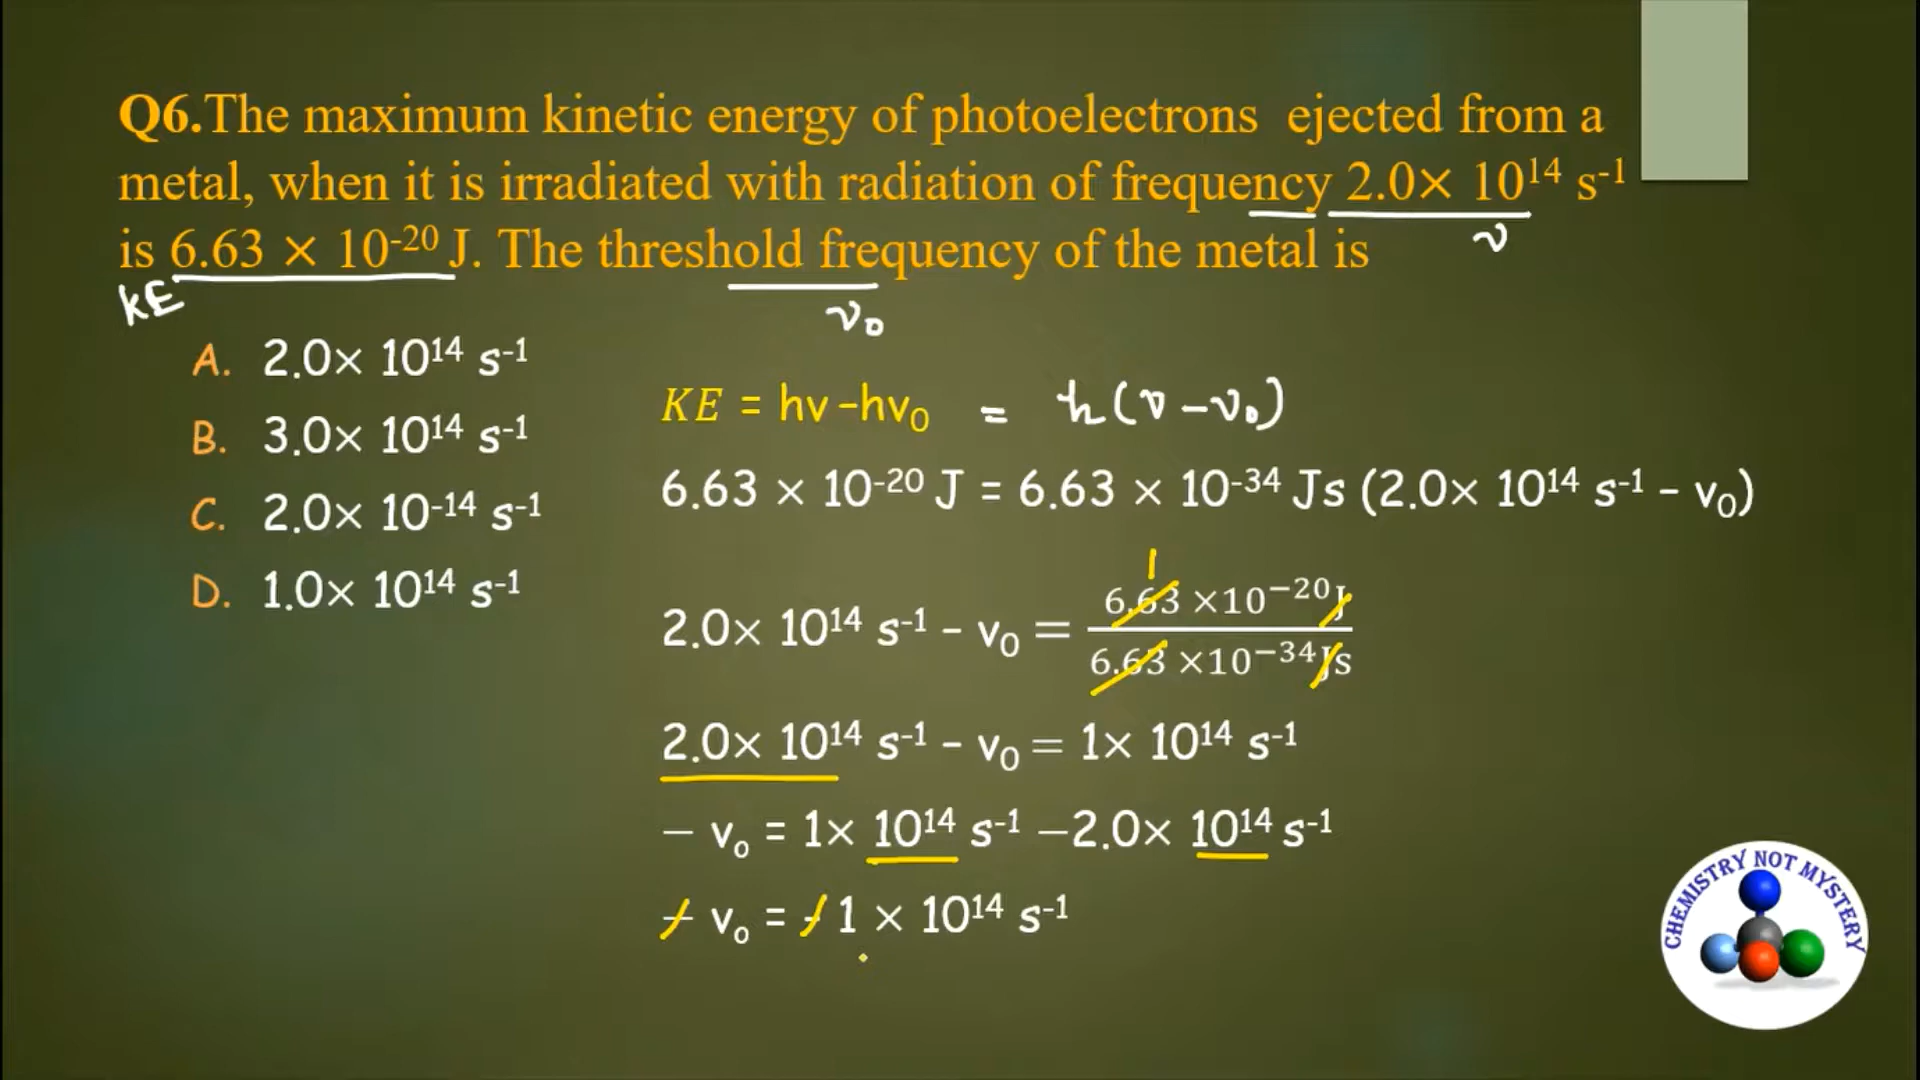 Q6.The maximum kinetic energy of photoelectrons ejected from a
metal, when it is irradiated with radiation of frequency 2.0× 10¹⁴ s⁻¹
ν
is 6.63 × 10⁻²⁰ J. The threshold frequency of the metal is
KE
ν₀
A. 2.0× 10¹⁴ s⁻¹
B. 3.0× 10¹⁴ s⁻¹
C. 2.0× 10⁻¹⁴ s⁻¹
D. 1.0× 10¹⁴ s⁻¹
KE = hν -hν₀ = h(ν -ν₀)
6.63 × 10⁻²⁰ J = 6.63 × 10⁻³⁴ Js (2.0× 10¹⁴ s⁻¹ - ν₀)
1
6.63 ×10⁻²⁰J
2.0× 10¹⁴ s⁻¹ - ν₀ =
6.63 ×10⁻³⁴Js
2.0× 10¹⁴ s⁻¹ - ν₀ = 1× 10¹⁴ s⁻¹
− ν₀ = 1× 10¹⁴ s⁻¹ −2.0× 10¹⁴ s⁻¹
− ν₀ = - 1 × 10¹⁴ s⁻¹
CHEMISTRY NOT MYSTERY